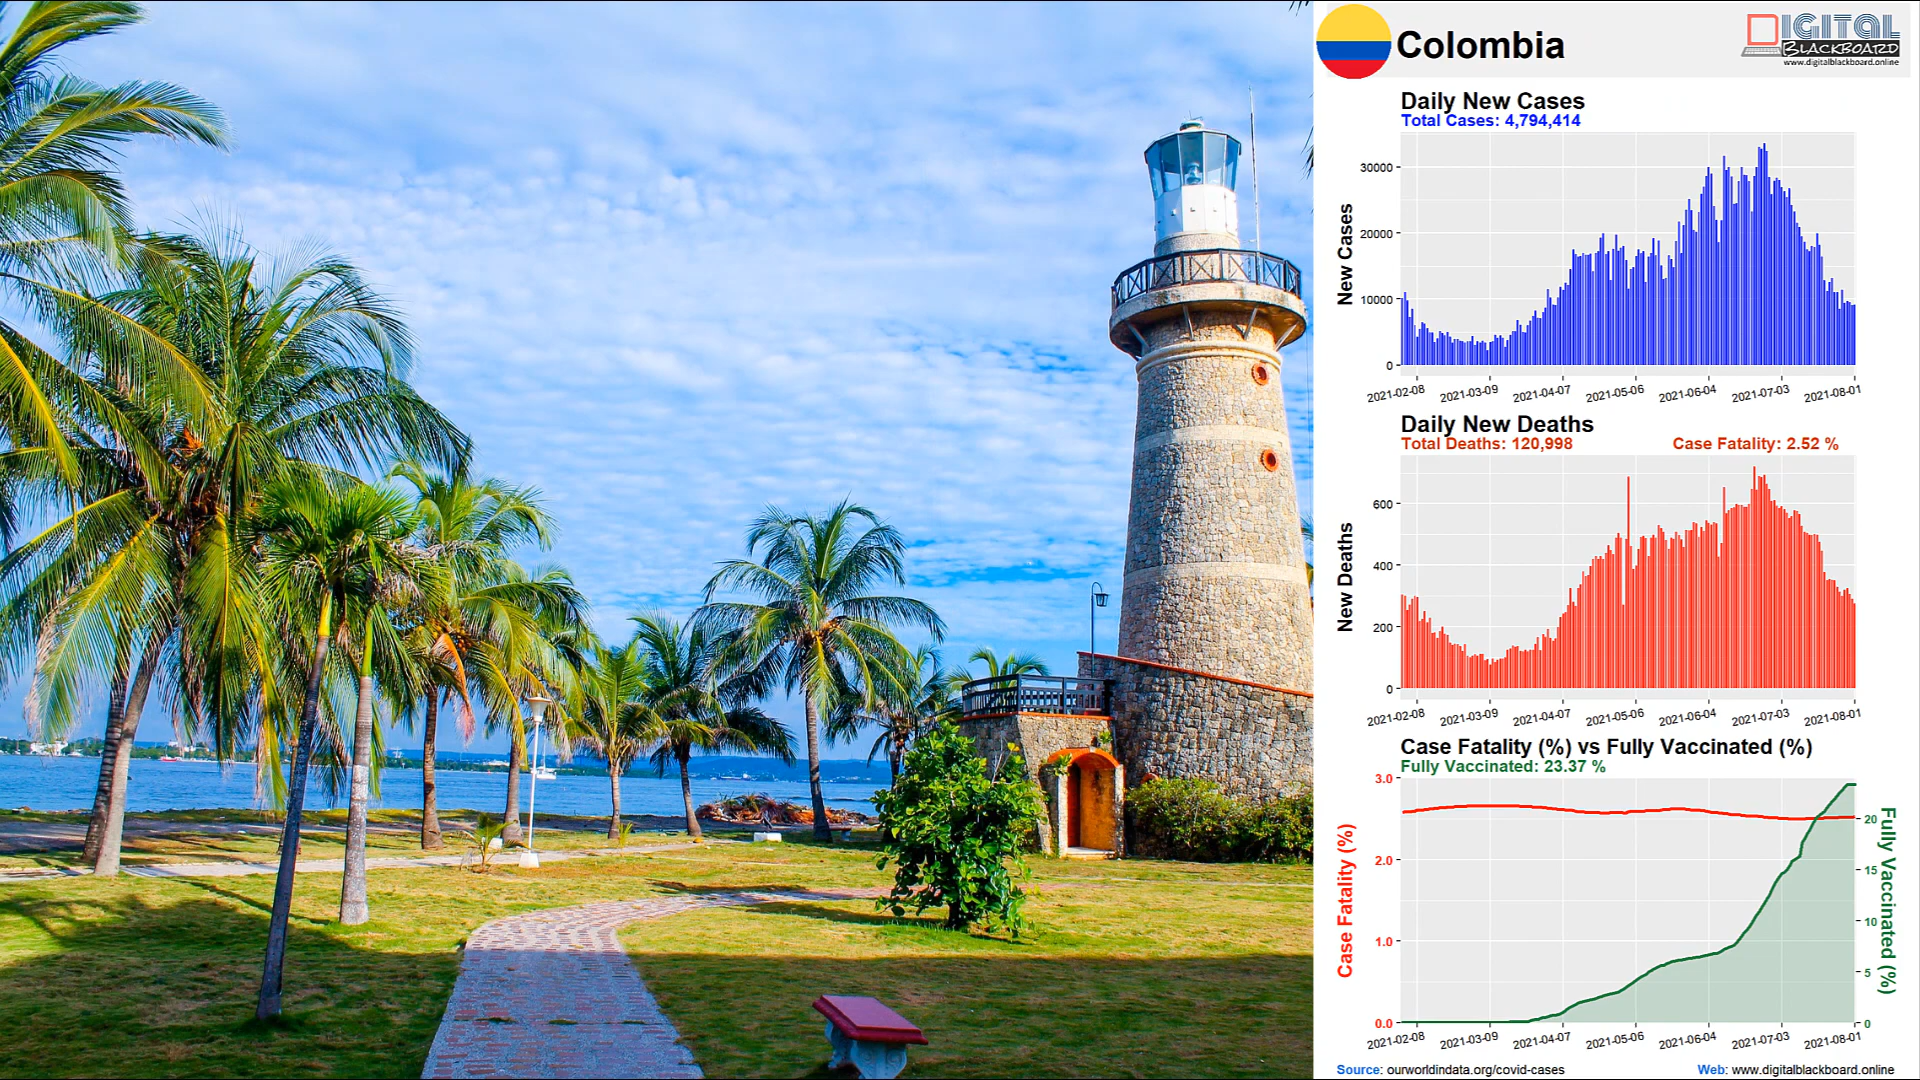 Colombia
DIGITAL
BLACKBOARD
www.digitalblackboard.online
Daily New Cases
Total Cases: 4,794,414
New Cases
30000
20000
10000
0
2021-02-08 2021-03-09 2021-04-07 2021-05-06 2021-06-04 2021-07-03 2021-08-01
Daily New Deaths
Total Deaths: 120,998 Case Fatality: 2.52 %
New Deaths
600
400
200
0
2021-02-08 2021-03-09 2021-04-07 2021-05-06 2021-06-04 2021-07-03 2021-08-01
Case Fatality (%) vs Fully Vaccinated (%)
Fully Vaccinated: 23.37 %
Case Fatality (%)
3.0
2.0
1.0
0.0
20
15
10
5
0
Fully Vaccinated (%)
2021-02-08 2021-03-09 2021-04-07 2021-05-06 2021-06-04 2021-07-03 2021-08-01
Source: ourworldindata.org/covid-cases Web: www.digitalblackboard.online